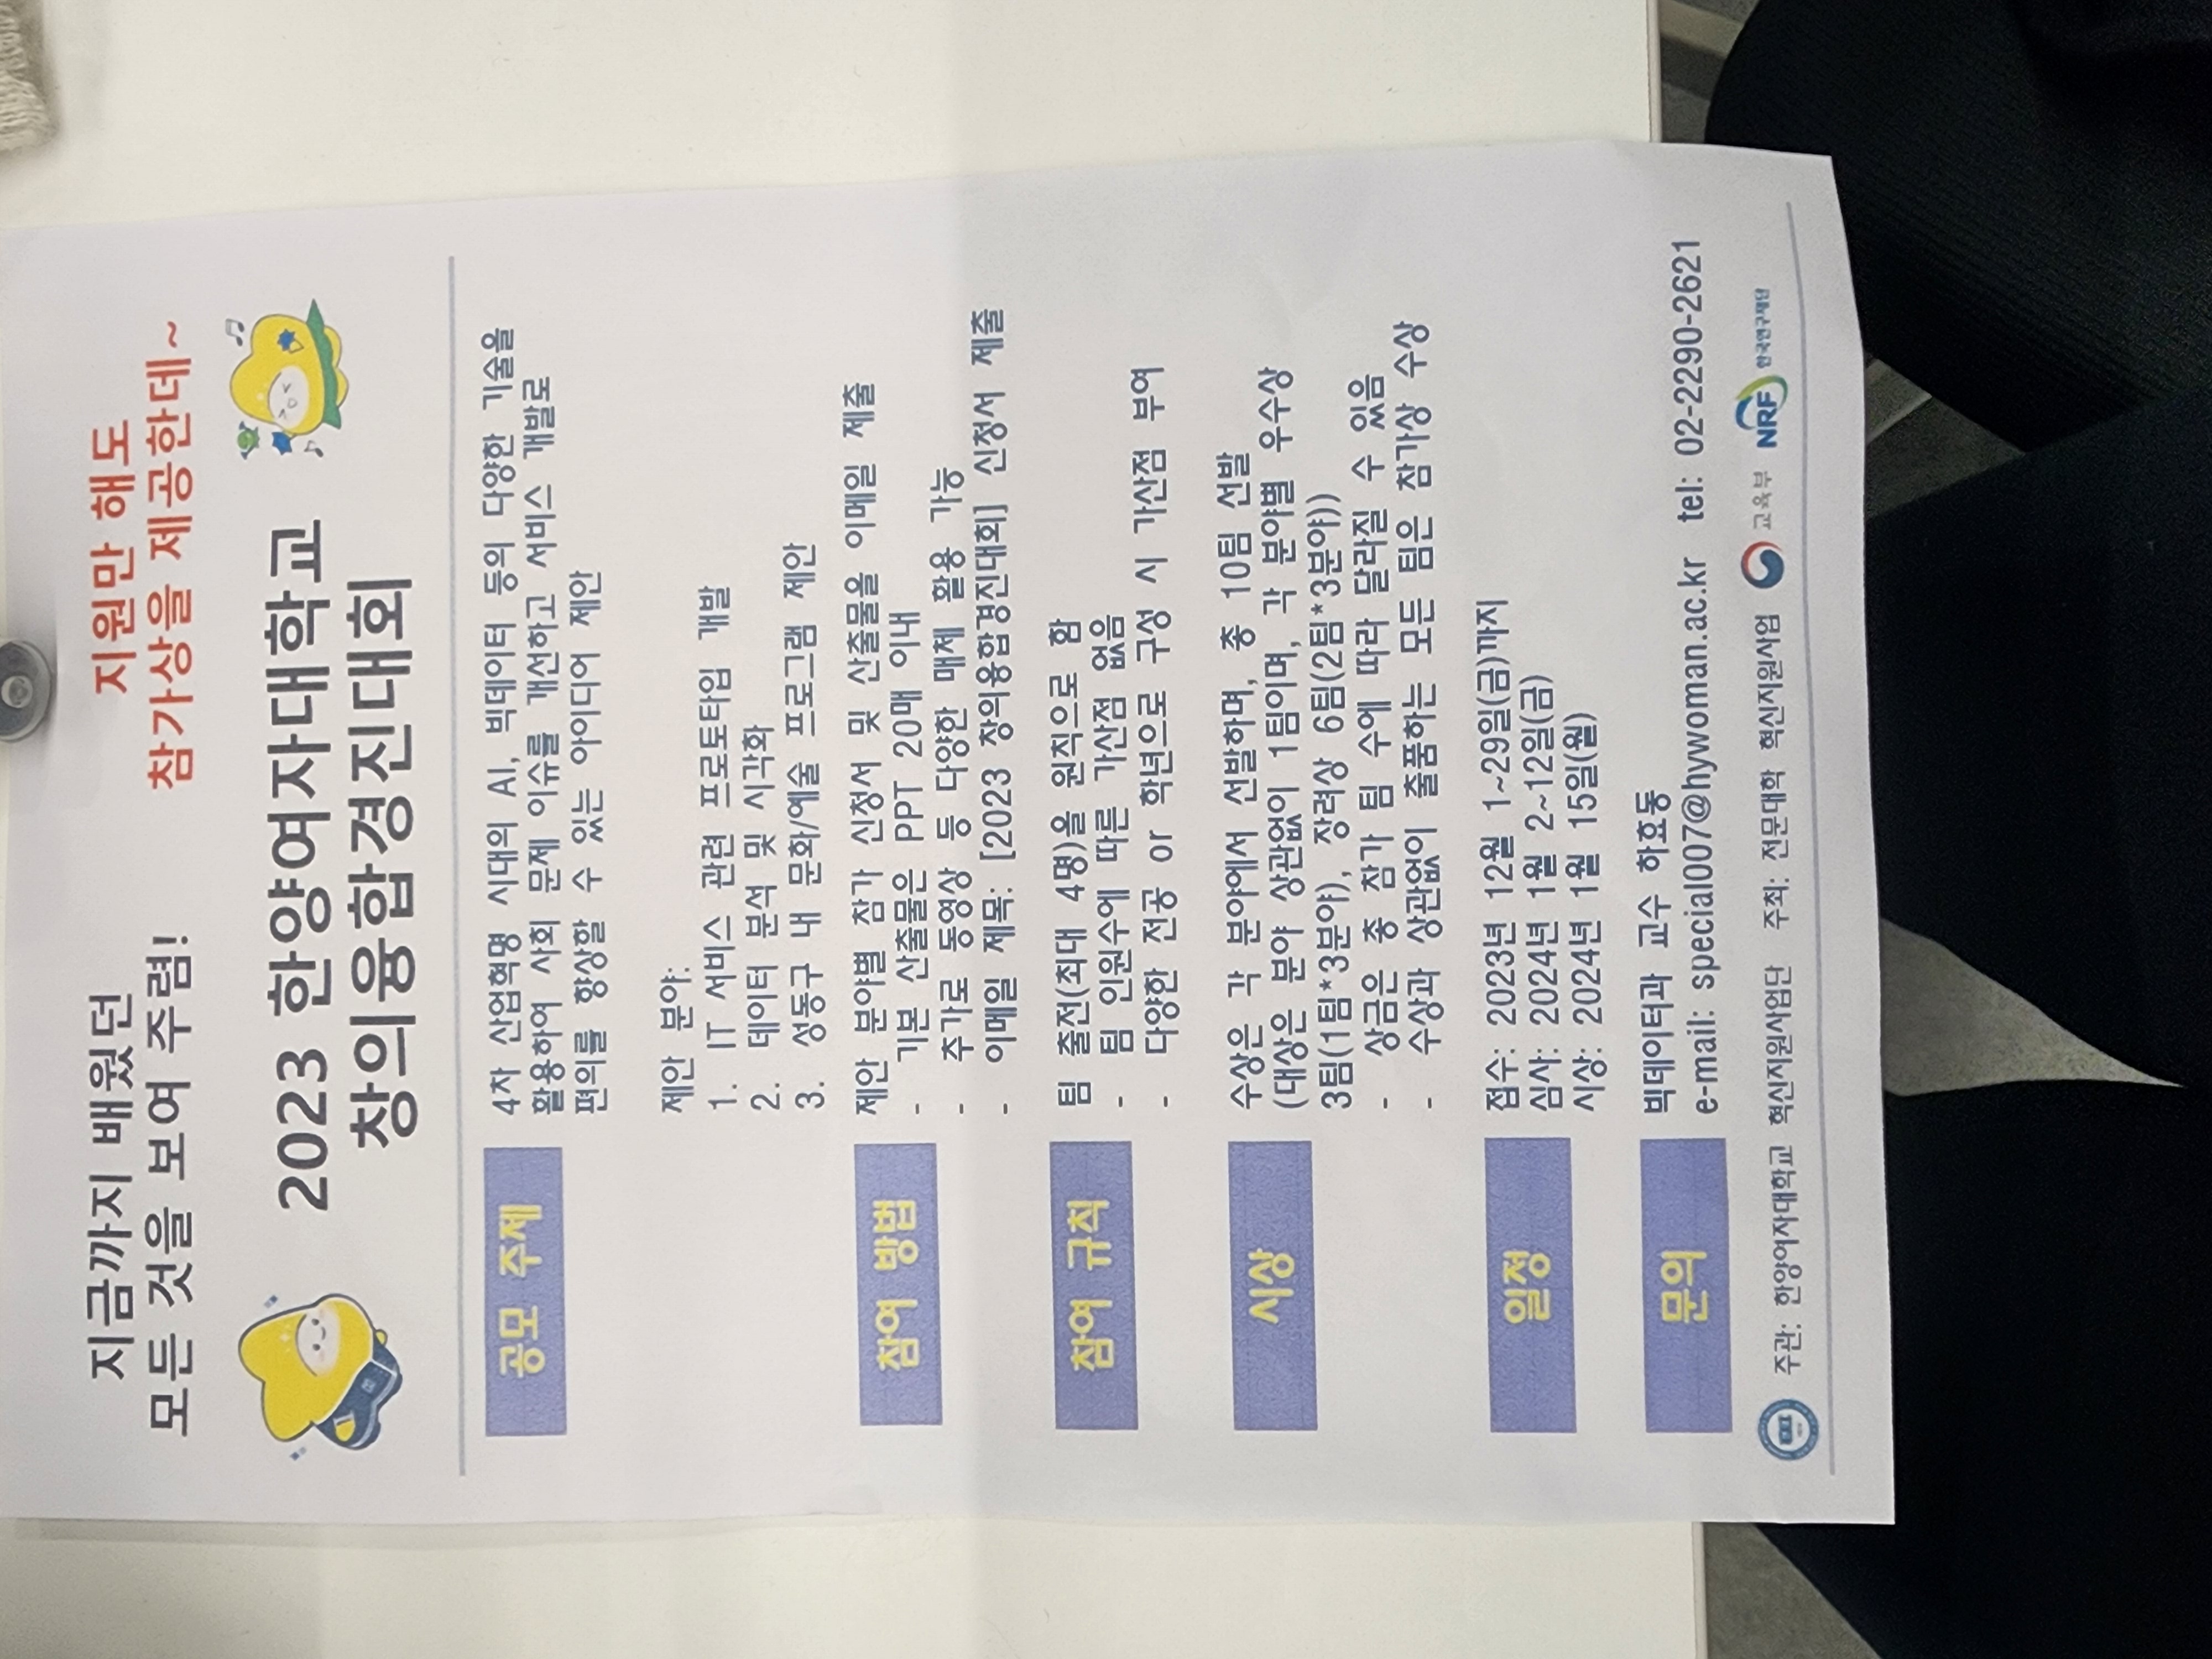 지금까지 배웠던
모든 것을 보여 주렴!
지원만 해도
참가상을 제공한데~
2023 한양여자대학교
창의융합경진대회
공모 주제
4차 산업혁명 시대의 AI, 빅데이터 등의 다양한 기술을
활용하여 사회 문제 이슈를 개선하고 서비스 개발로
편의를 향상할 수 있는 아이디어 제안
제안 분야:
1. IT 서비스 관련 프로토타입 개발
2. 데이터 분석 및 시각화
3. 성동구 내 문화/예술 프로그램 제안
참여 방법
제안 분야별 참가 신청서 및 산출물을 이메일 제출
- 기본 산출물은 PPT 20매 이내
- 추가로 동영상 등 다양한 매체 활용 가능
- 이메일 제목: [2023 창의융합경진대회] 신청서 제출
참여 규칙
팀 출전(최대 4명)을 원칙으로 함
- 팀 인원수에 따른 가산점 없음
- 다양한 전공 or 학년으로 구성 시 가산점 부여
시상
수상은 각 분야에서 선발하며, 총 10팀 선발
(대상은 분야 상관없이 1팀이며, 각 분야별 우수상
3팀(1팀*3분야), 장려상 6팀(2팀*3분야))
- 상금은 총 참가 팀 수에 따라 달라질 수 있음
- 수상과 상관없이 출품하는 모든 팀은 참가상 수상
일정
접수: 2023년 12월 1~29일(금)까지
심사: 2024년 1월 2~12일(금)
시상: 2024년 1월 15일(월)
문의
빅데이터과 교수 하효동
e-mail: special007@hywoman.ac.kr tel: 02-2290-2621
주관: 한양여자대학교 혁신지원사업단 주최: 전문대학 혁신지원사업 교육부 NRF 한국연구재단